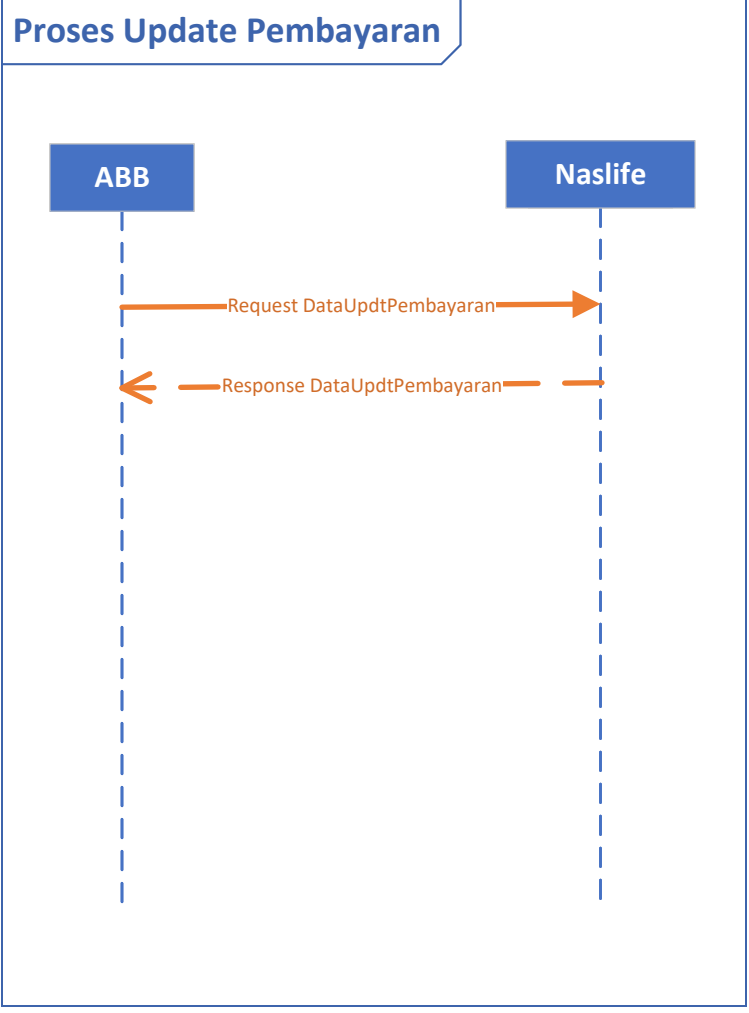 Proses Update Pembayaran
ABB
Naslife
Request DataUpdtPembayaran
Response DataUpdtPembayaran